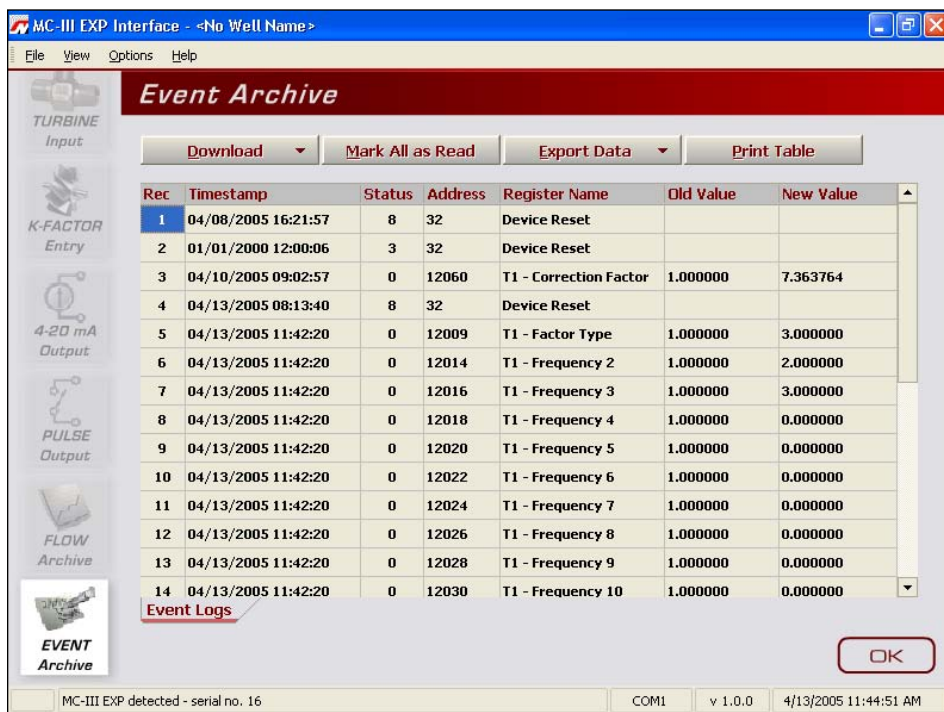 MC-III EXP Interface - <No Well Name>
File View Options Help
Event Archive
TURBINE
Input
K-FACTOR
Entry
4-20 mA
Output
PULSE
Output
FLOW
Archive
EVENT
Archive
Download Mark All as Read Export Data Print Table
Rec Timestamp Status Address Register Name Old Value New Value
1 04/08/2005 16:21:57 8 32 Device Reset
2 01/01/2000 12:00:06 3 32 Device Reset
3 04/10/2005 09:02:57 0 12060 T1 - Correction Factor 1.000000 7.363764
4 04/13/2005 08:13:40 8 32 Device Reset
5 04/13/2005 11:42:20 0 12009 T1 - Factor Type 1.000000 3.000000
6 04/13/2005 11:42:20 0 12014 T1 - Frequency 2 1.000000 2.000000
7 04/13/2005 11:42:20 0 12016 T1 - Frequency 3 1.000000 3.000000
8 04/13/2005 11:42:20 0 12018 T1 - Frequency 4 1.000000 0.000000
9 04/13/2005 11:42:20 0 12020 T1 - Frequency 5 1.000000 0.000000
10 04/13/2005 11:42:20 0 12022 T1 - Frequency 6 1.000000 0.000000
11 04/13/2005 11:42:20 0 12024 T1 - Frequency 7 1.000000 0.000000
12 04/13/2005 11:42:20 0 12026 T1 - Frequency 8 1.000000 0.000000
13 04/13/2005 11:42:20 0 12028 T1 - Frequency 9 1.000000 0.000000
14 04/13/2005 11:42:20 0 12030 T1 - Frequency 10 1.000000 0.000000
Event Logs
OK
MC-III EXP detected - serial no. 16 COM1 v 1.0.0 4/13/2005 11:44:51 AM